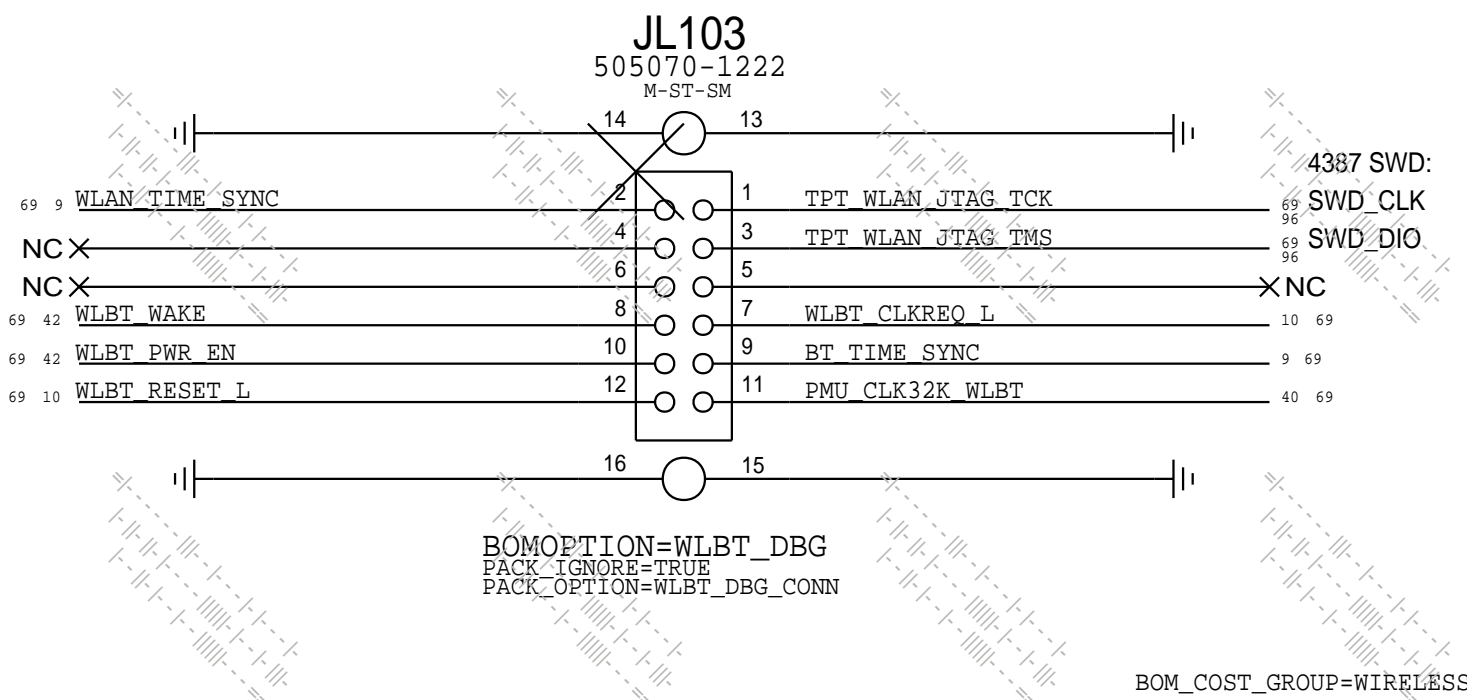 JL103
505070-1222
M-ST-SM
14 13
4387 SWD:
69 9 WLAN_TIME_SYNC 2 1 TPT_WLAN_JTAG_TCK 69 96 SWD_CLK
NC 4 3 TPT_WLAN_JTAG_TMS 69 96 SWD_DIO
NC 6 5 NC
69 42 WLBT_WAKE 8 7 WLBT_CLKREQ_L 10 69
69 42 WLBT_PWR_EN 10 9 BT_TIME_SYNC 9 69
69 10 WLBT_RESET_L 12 11 PMU_CLK32K_WLBT 40 69
16 15
BOMOPTION=WLBT_DBG
PACK_IGNORE=TRUE
PACK_OPTION=WLBT_DBG_CONN
BOM_COST_GROUP=WIRELESS